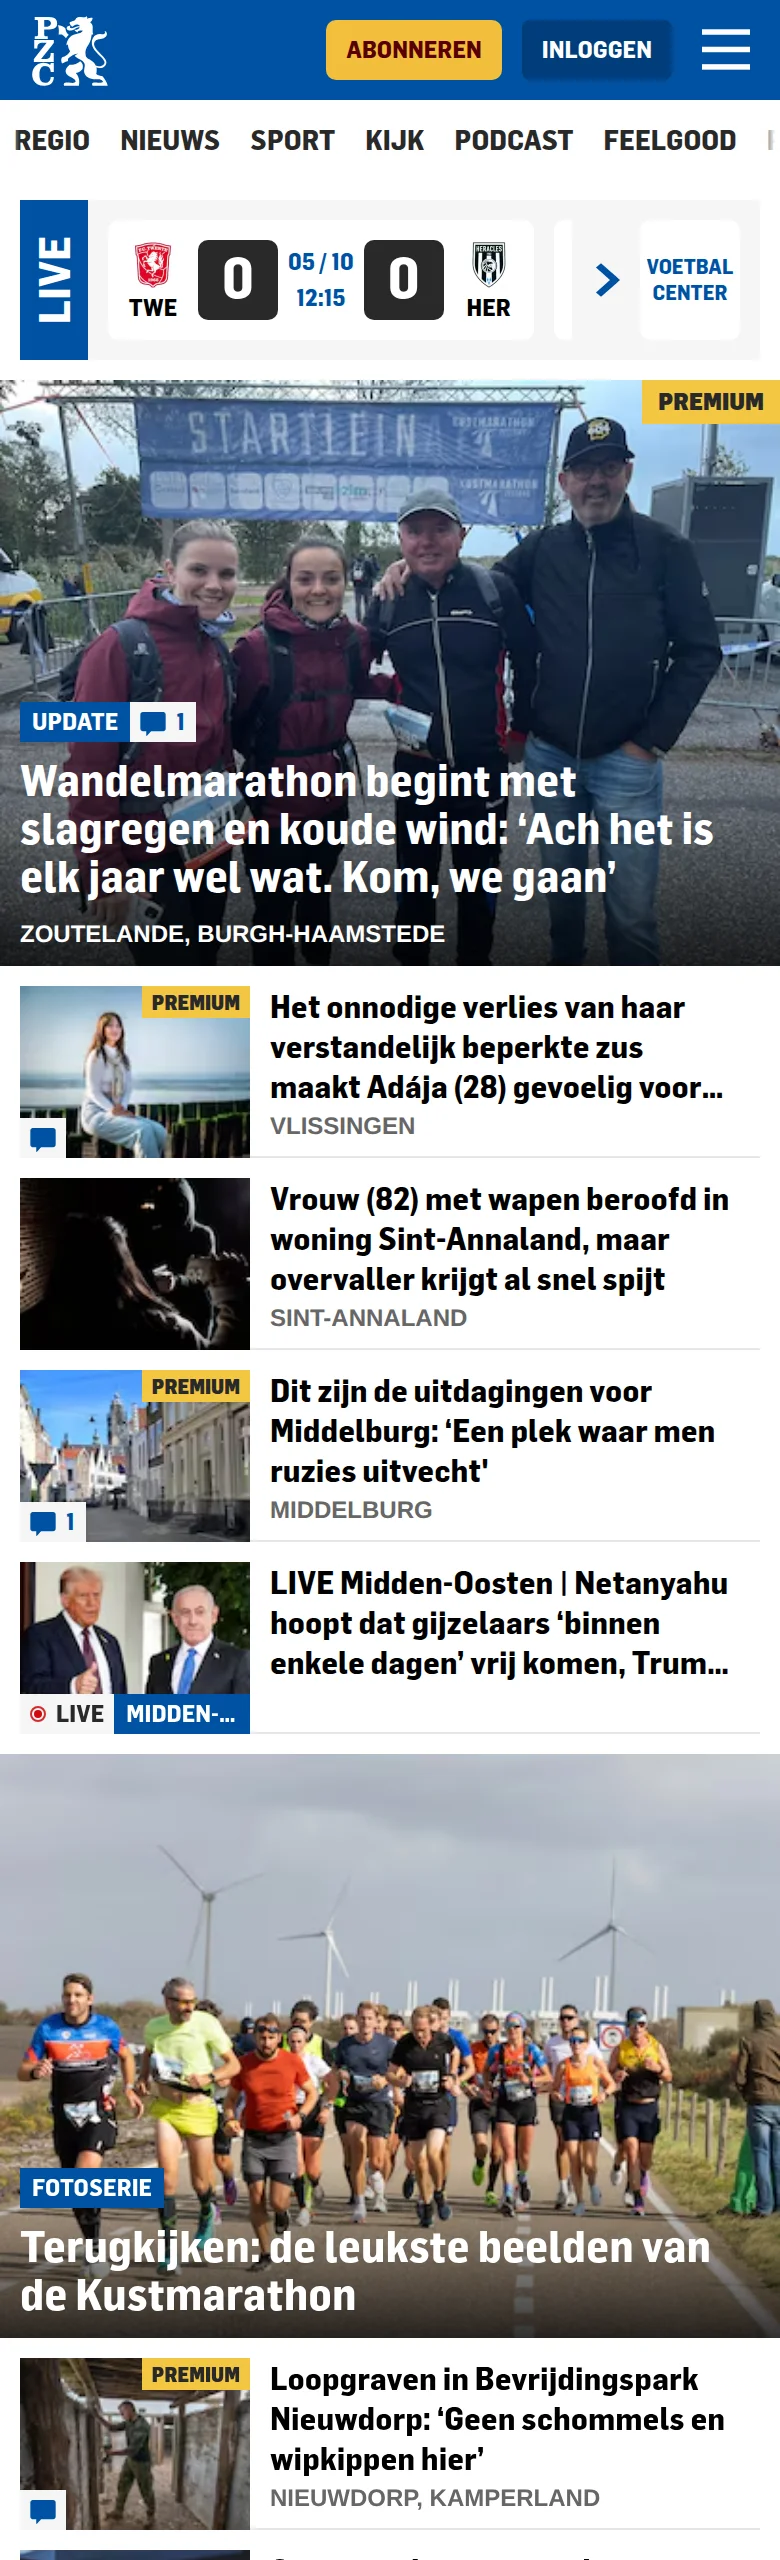 PZC
ABONNEREN
INLOGGEN
REGIO NIEUWS SPORT KIJK PODCAST FEELGOOD
LIVE
TWE
0
05 / 10
12:15
0
HERACLES
HER
VOETBAL
CENTER
PREMIUM
KUSTMARATHON
UPDATE
1
Wandelmarathon begint met
slagregen en koude wind: ‘Ach het is
elk jaar wel wat. Kom, we gaan’
ZOUTELANDE, BURGH-HAAMSTEDE
PREMIUM
Het onnodige verlies van haar
verstandelijk beperkte zus
maakt Adája (28) gevoelig voor...
VLISSINGEN
Vrouw (82) met wapen beroofd in
woning Sint-Annaland, maar
overvaller krijgt al snel spijt
SINT-ANNALAND
PREMIUM
1
Dit zijn de uitdagingen voor
Middelburg: ‘Een plek waar men
ruzies uitvecht'
MIDDELBURG
LIVE
MIDDEN-...
LIVE Midden-Oosten | Netanyahu
hoopt dat gijzelaars ‘binnen
enkele dagen’ vrij komen, Trum...
FOTOSERIE
Terugkijken: de leukste beelden van
de Kustmarathon
PREMIUM
Loopgraven in Bevrijdingspark
Nieuwdorp: ‘Geen schommels en
wipkippen hier’
NIEUWDORP, KAMPERLAND